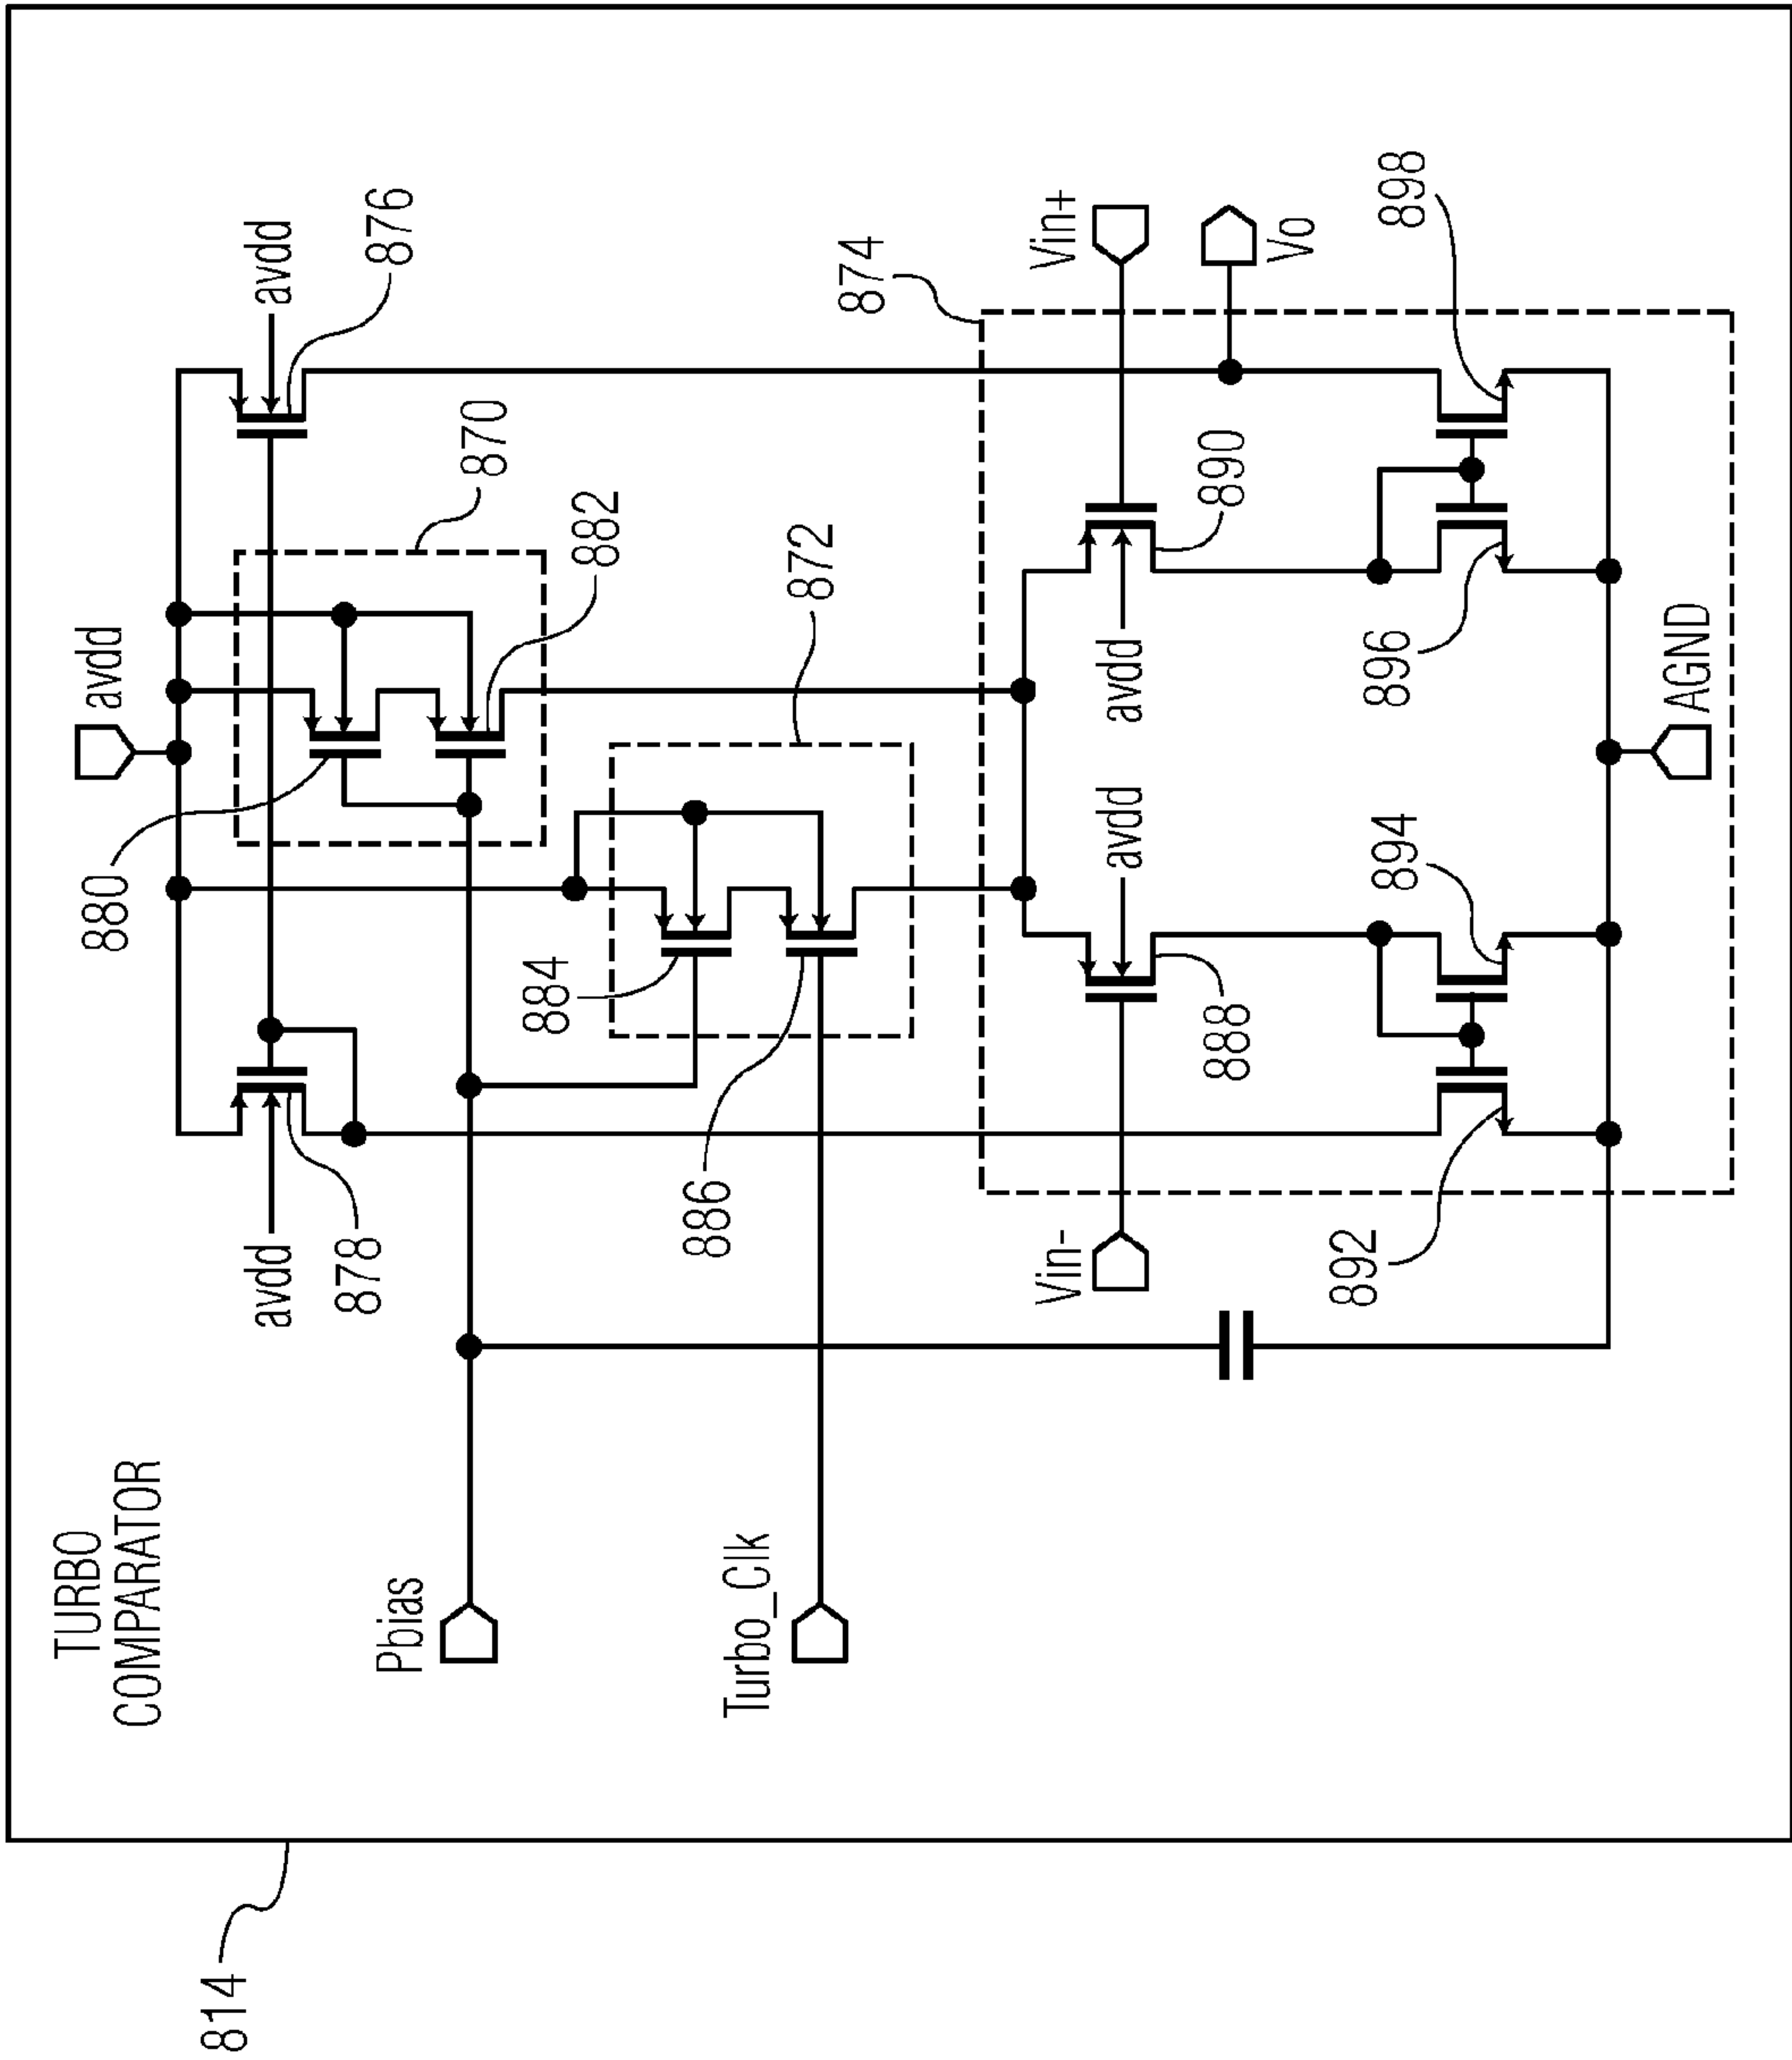 TURBO
COMPARATOR
814
avdd
avdd
876
870
882
880
avdd
878
Pbias
872
884
886
Turbo_Clk
874
Vin+
Vo
Vin-
avdd
avdd
888
890
892
894
896
898
AGND